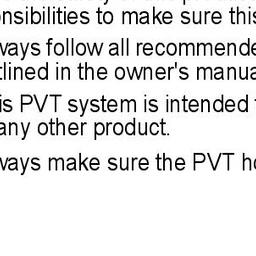 nsibilities to make sure this
ways follow all recommende
tlined in the owner's manua
is PVT system is intended
any other product.
ways make sure the PVT ho